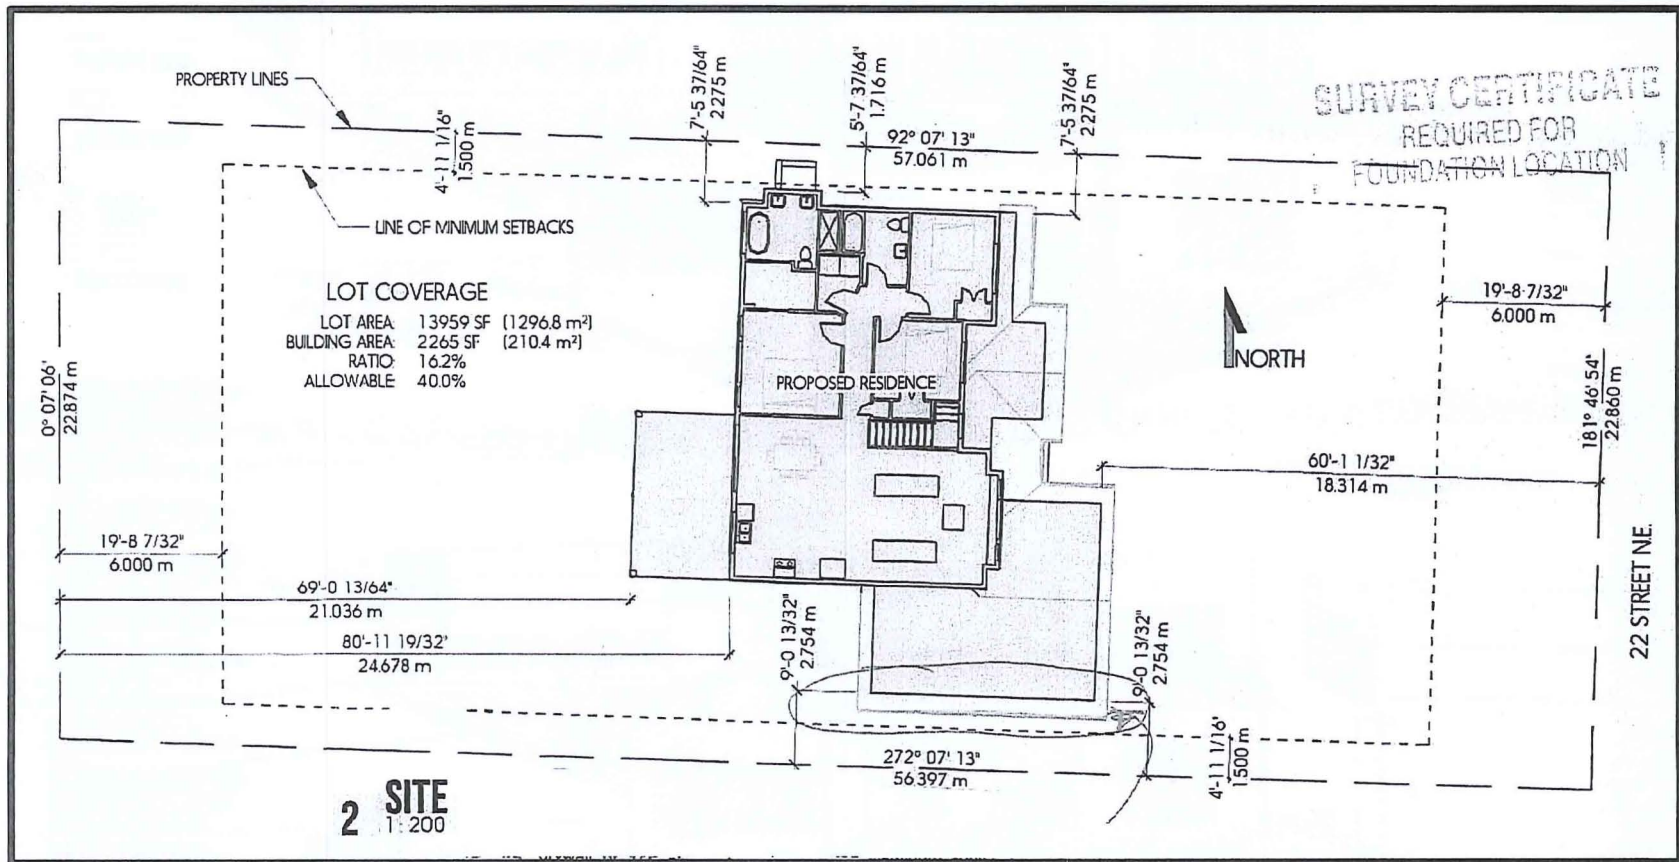 PROPERTY LINES
7'-5 37/64"
2.275 m
5'-7 37/64"
1.716 m
7'-5 37/64"
2.275 m
SURVEY CERTIFICATE
REQUIRED FOR
FOUNDATION LOCATION
4'-11 1/16"
1.500 m
92° 07' 13"
57.061 m
LINE OF MINIMUM SETBACKS
LOT COVERAGE
LOT AREA: 13959 SF (1296.8 m²)
BUILDING AREA: 2265 SF (210.4 m²)
RATIO: 16.2%
ALLOWABLE 40.0%
19'-8 7/32"
6.000 m
NORTH
PROPOSED RESIDENCE
0° 07' 06"
22.874 m
181° 46' 54"
22.860 m
60'-1 1/32"
18.314 m
19'-8 7/32"
6.000 m
69'-0 13/64"
21.036 m
80'-11 19/32"
24.678 m
9'-0 13/32"
2.754 m
9'-0 13/32"
2.754 m
22 STREET N.E.
4'-11 1/16"
1.500 m
272° 07' 13"
56.397 m
2 SITE
1:200